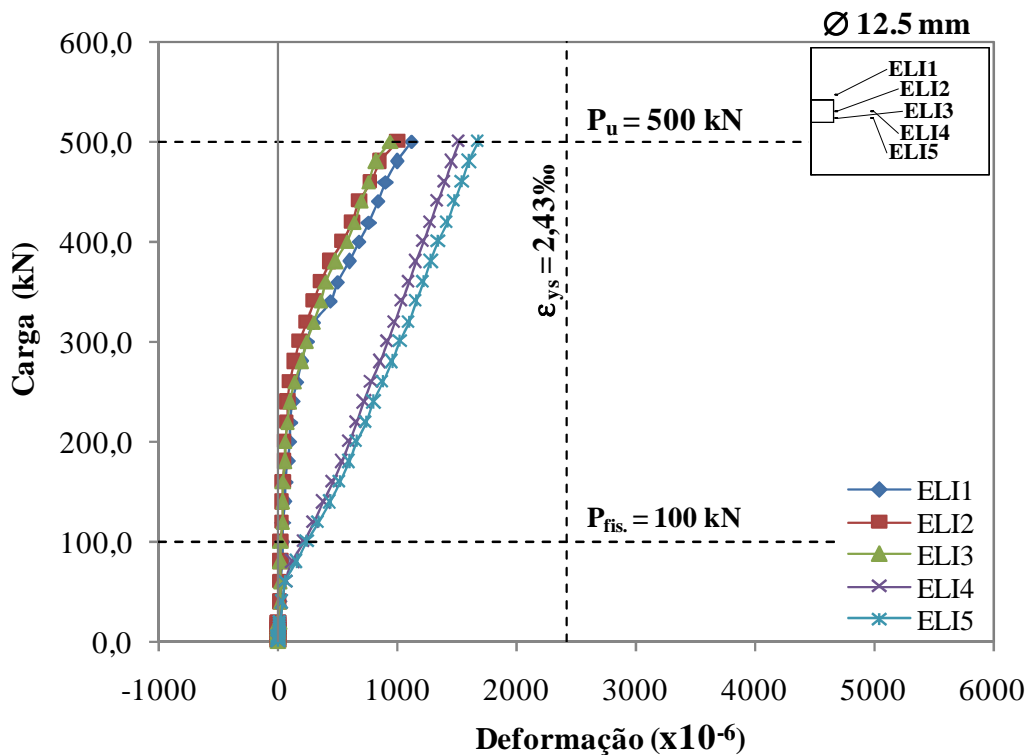 Ø 12.5 mm
600,0
500,0
400,0
300,0
200,0
100,0
0,0
Carga (kN)
ELI1
ELI2
ELI3
ELI4
ELI5
Pu = 500 kN
εys = 2,43‰
Pfis. = 100 kN
ELI1
ELI2
ELI3
ELI4
ELI5
-1000 0 1000 2000 3000 4000 5000 6000
Deformação (x10-6)